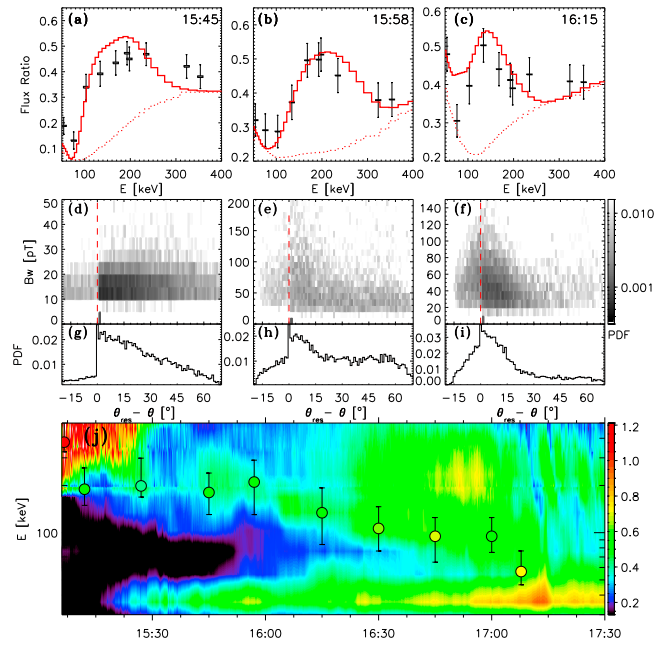 (a) 15:45
(b) 15:58
(c) 16:15
Flux Ratio
0.6
0.5
0.4
0.3
0.2
0.1
0.6
0.5
0.4
0.3
0.2
0.6
0.5
0.4
0.3
0.2
0 100 200 300 400
0 100 200 300 400
0 100 200 300 400
E [keV]
E [keV]
E [keV]
(d)
(e)
(f)
Bw [pT]
50
40
30
20
10
0
200
150
100
50
0
140
120
100
80
60
40
20
0
0.010
0.001
PDF
(g)
(h)
(i)
PDF
0.02
0.01
0.02
0.01
0.03
0.02
0.01
0.00
−15 0 15 30 45 60
−15 0 15 30 45 60
−15 0 15 30 45 60
θres− θ [°]
θres− θ [°]
θres− θ [°]
(j)
E [keV]
100
1.2
1.0
0.8
0.6
0.4
0.2
15:30 16:00 16:30 17:00 17:30